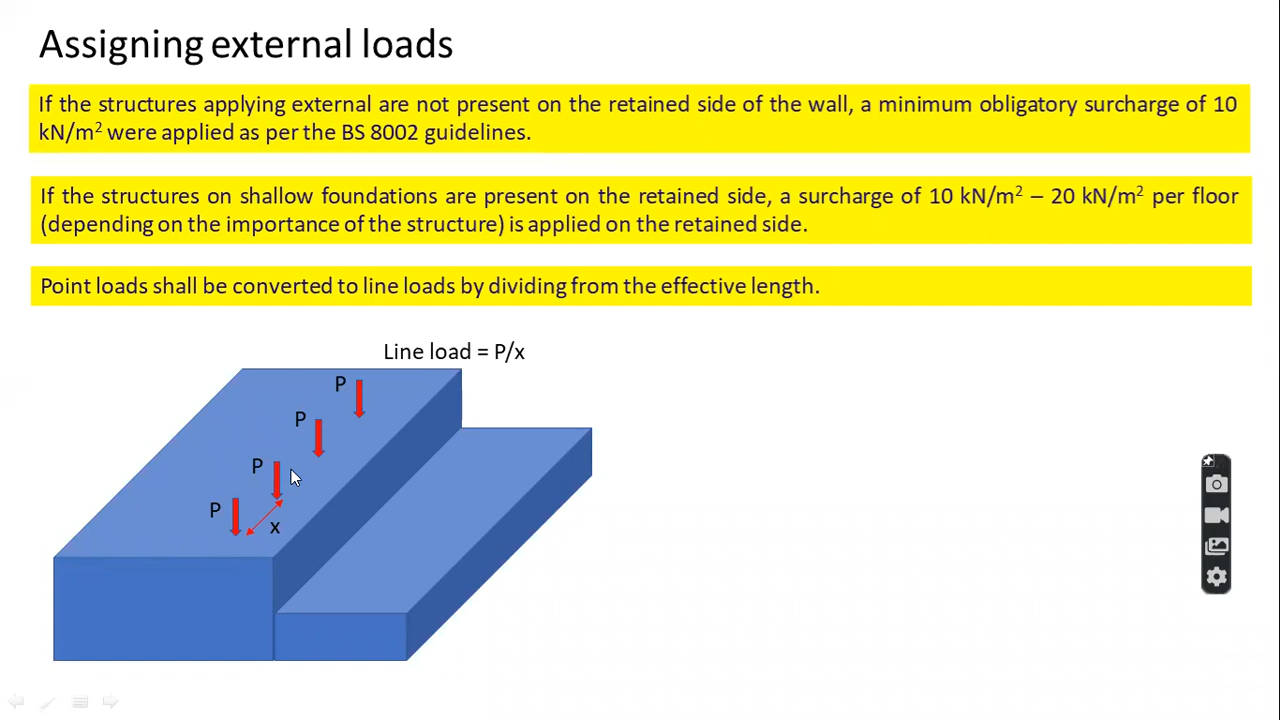 Assigning external loads
If the structures applying external are not present on the retained side of the wall, a minimum obligatory surcharge of 10
kN/m² were applied as per the BS 8002 guidelines.
If the structures on shallow foundations are present on the retained side, a surcharge of 10 kN/m² – 20 kN/m² per floor
(depending on the importance of the structure) is applied on the retained side.
Point loads shall be converted to line loads by dividing from the effective length.
Line load = P/x
P
P
P
P
x